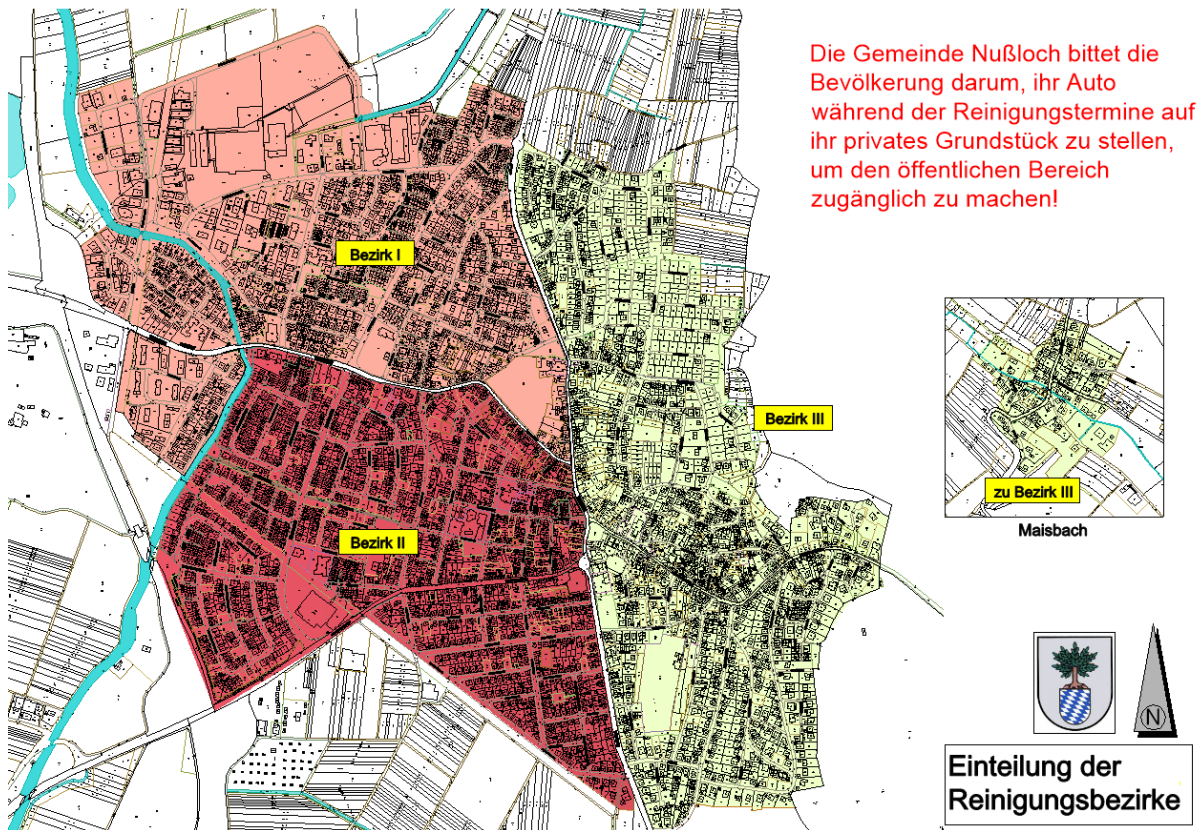 Die Gemeinde Nußloch bittet die
Bevölkerung darum, ihr Auto
während der Reinigungstermine auf
ihr privates Grundstück zu stellen,
um den öffentlichen Bereich
zugänglich zu machen!
Bezirk I
Bezirk III
zu Bezirk III
Maisbach
Bezirk II
N
Einteilung der
Reinigungsbezirke